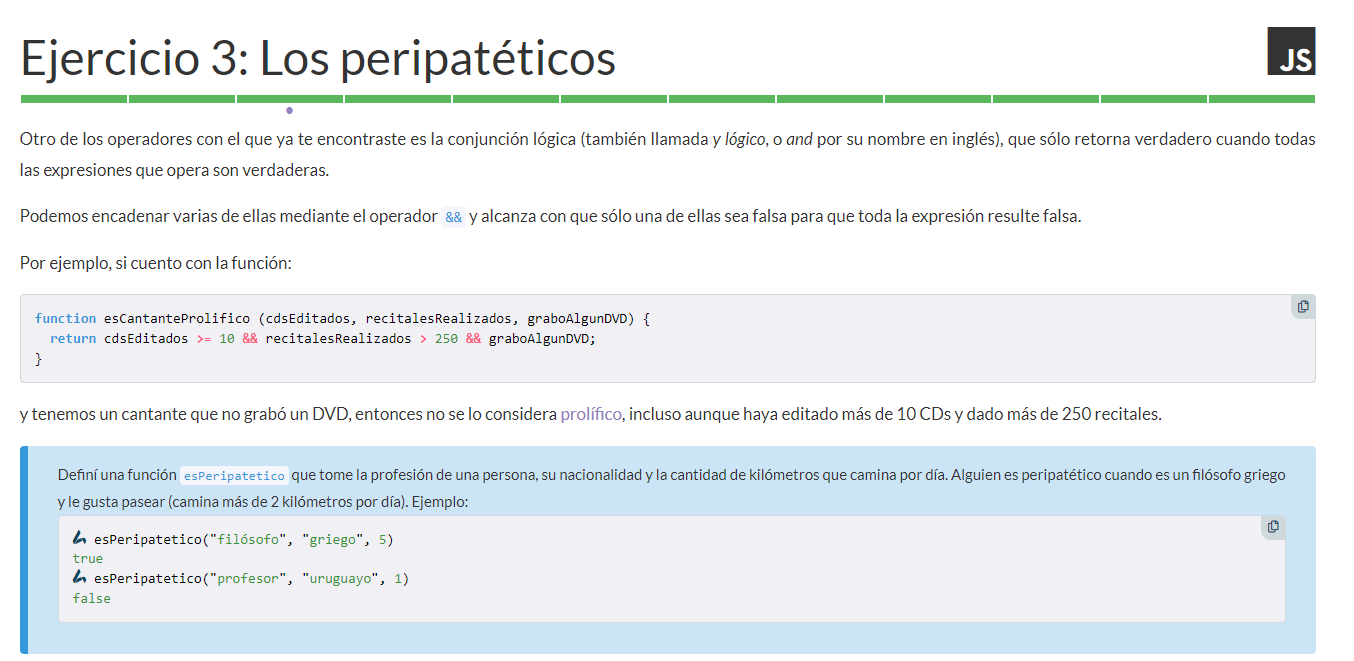 Ejercicio 3: Los peripatéticos
JS
Otro de los operadores con el que ya te encontraste es la conjunción lógica (también llamada y lógico, o and por su nombre en inglés), que sólo retorna verdadero cuando todas
las expresiones que opera son verdaderas.
Podemos encadenar varias de ellas mediante el operador && y alcanza con que sólo una de ellas sea falsa para que toda la expresión resulte falsa.
Por ejemplo, si cuento con la función:
function esCantanteProlifico (cdsEditados, recitalesRealizados, graboAlgunDVD) {
return cdsEditados >= 10 && recitalesRealizados > 250 && graboAlgunDVD;
}
y tenemos un cantante que no grabó un DVD, entonces no se lo considera prolífico, incluso aunque haya editado más de 10 CDs y dado más de 250 recitales.
Definí una función esPeripatetico que tome la profesión de una persona, su nacionalidad y la cantidad de kilómetros que camina por día. Alguien es peripatético cuando es un filósofo griego
y le gusta pasear (camina más de 2 kilómetros por día). Ejemplo:
esPeripatetico("filósofo", "griego", 5)
true
esPeripatetico("profesor", "uruguayo", 1)
false